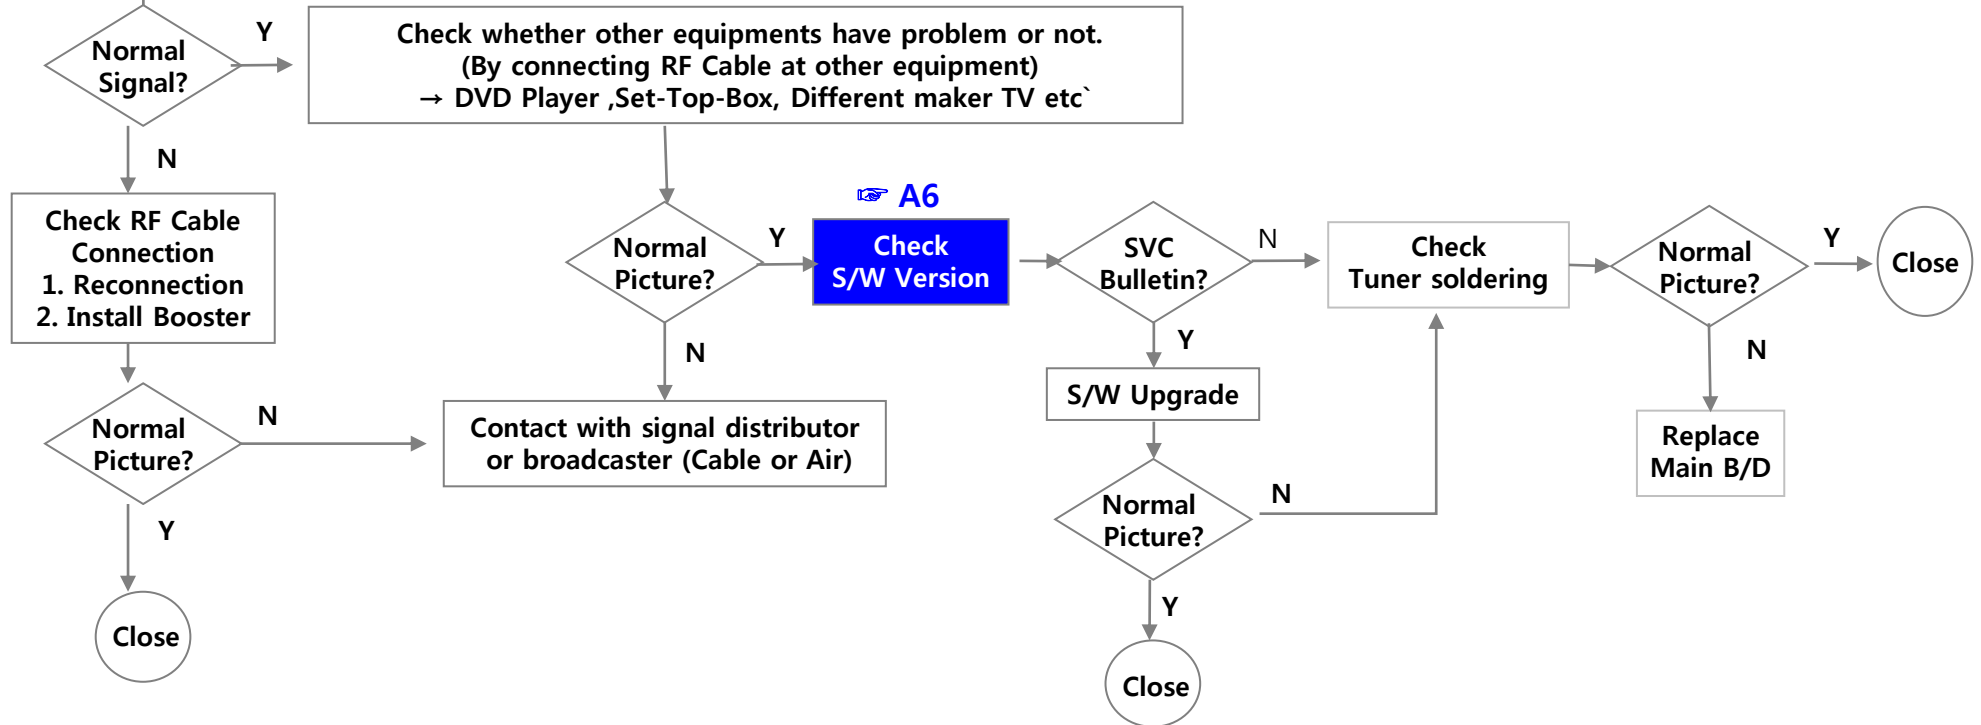 Normal
Signal?
Y
Check whether other equipments have problem or not.
(By connecting RF Cable at other equipment)
→ DVD Player ,Set-Top-Box, Different maker TV etc`
N
Check RF Cable
Connection
1. Reconnection
2. Install Booster
Normal
Picture?
N
Y
Close
Normal
Picture?
Y
N
Contact with signal distributor
or broadcaster (Cable or Air)
☞ A6
Check
S/W Version
SVC
Bulletin?
N
Y
S/W Upgrade
Normal
Picture?
N
Y
Close
Check
Tuner soldering
Normal
Picture?
Y
Close
N
Replace
Main B/D